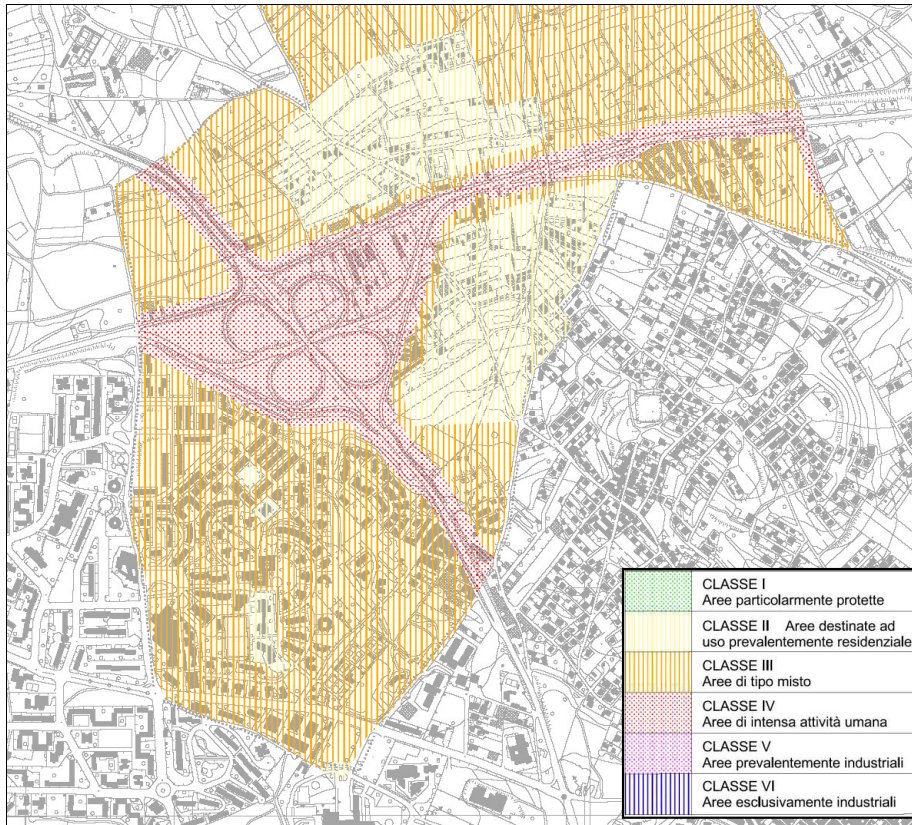 CLASSE I
Aree particolarmente protette
CLASSE II Aree destinate ad
uso prevalentemente residenziale
CLASSE III
Aree di tipo misto
CLASSE IV
Aree di intensa attività umana
CLASSE V
Aree prevalentemente industriali
CLASSE VI
Aree esclusivamente industriali